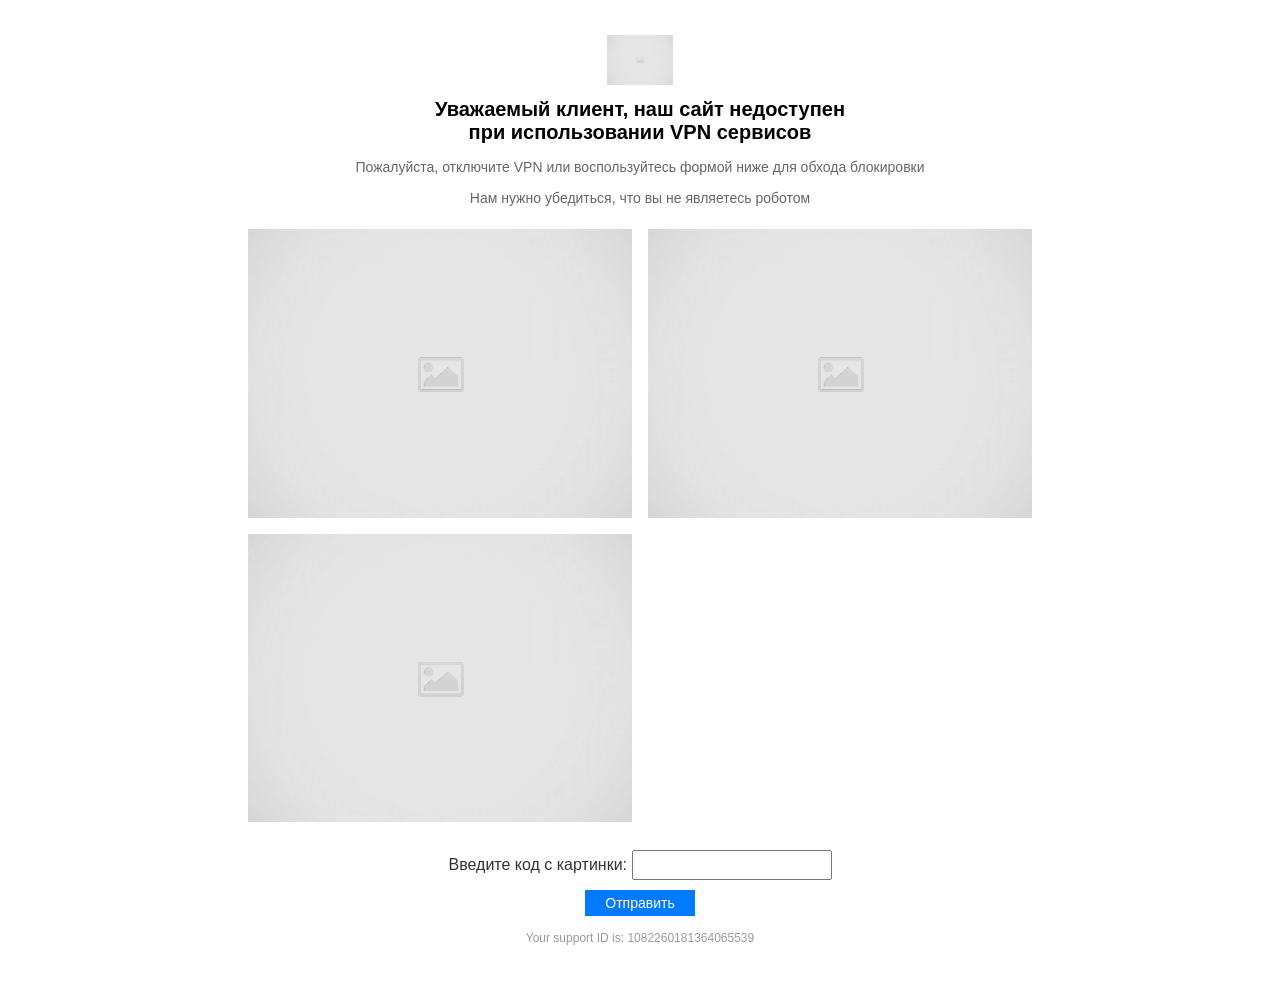 Уважаемый клиент, наш сайт недоступен
при использовании VPN сервисов
Пожалуйста, отключите VPN или воспользуйтесь формой ниже для обхода блокировки
Нам нужно убедиться, что вы не являетесь роботом
Введите код с картинки:
Отправить
Your support ID is: 1082260181364065539